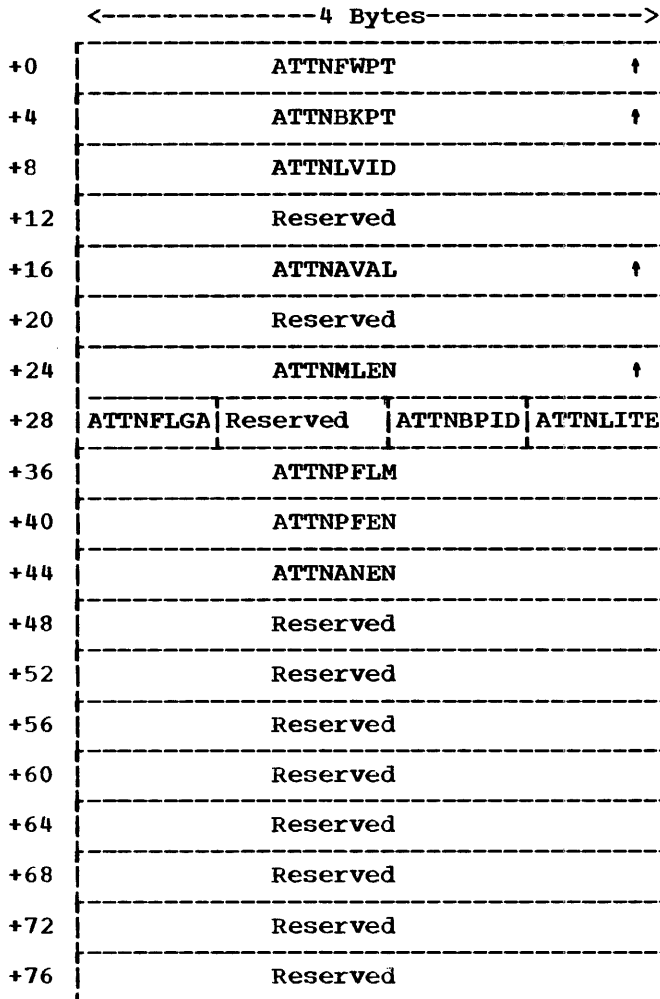 <--------------4 Bytes-------------->
+0 ATTNFWPT ↑
+4 ATTNBKPT ↑
+8 ATTNLVID
+12 Reserved
+16 ATTNAVAL ↑
+20 Reserved
+24 ATTNMLEN ↑
+28 |ATTNFLGA|Reserved |ATTNBPID|ATTNLITE
+36 ATTNPFLM
+40 ATTNPFEN
+44 ATTNANEN
+48 Reserved
+52 Reserved
+56 Reserved
+60 Reserved
+64 Reserved
+68 Reserved
+72 Reserved
+76 Reserved